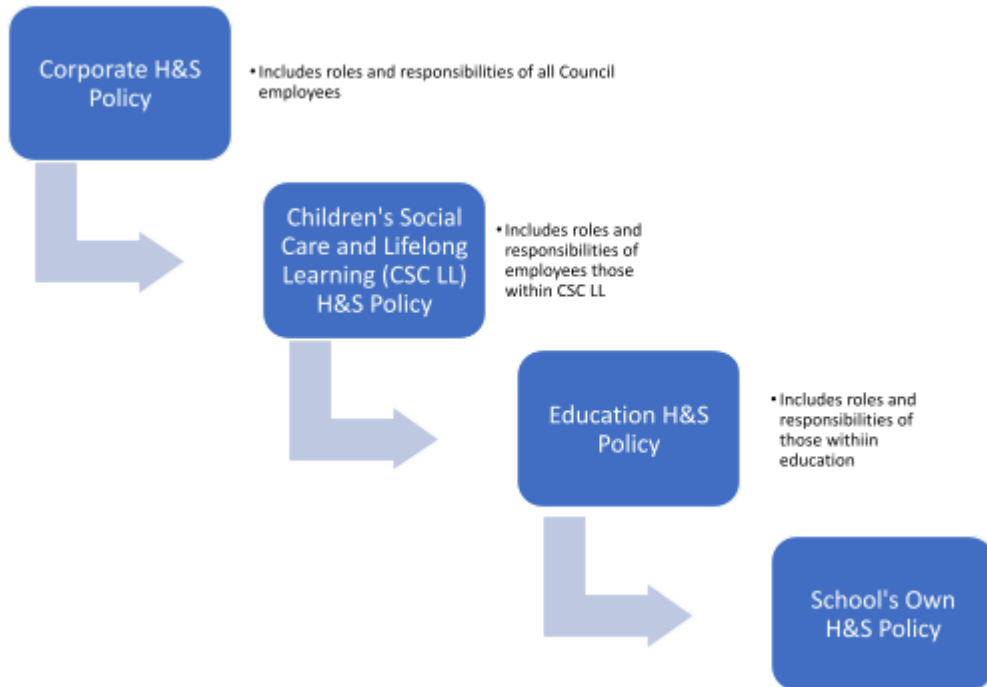 Corporate H&S
Policy
• Includes roles and responsibilities of all Council
employees
Children's Social
Care and Lifelong
Learning (CSC LL)
H&S Policy
• Includes roles and
responsibilities of
employees those
within CSC LL
Education H&S
Policy
• Includes roles and
responsibilities of
those withiin
education
School's Own
H&S Policy